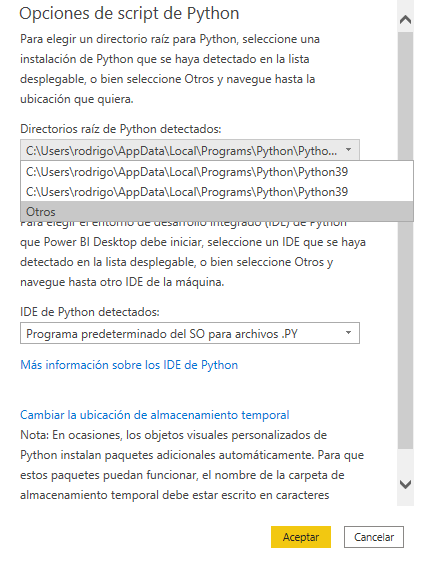 Opciones de script de Python
Para elegir un directorio raíz para Python, seleccione una
instalación de Python que se haya detectado en la lista
desplegable, o bien seleccione Otros y navegue hasta la
ubicación que quiera.
Directorios raíz de Python detectados:
C:\Users\rodrigo\AppData\Local\Programs\Python\Pytho...
C:\Users\rodrigo\AppData\Local\Programs\Python\Python39
C:\Users\rodrigo\AppData\Local\Programs\Python\Python39
Otros
Para elegir el entorno de desarrollo integrado (IDE) de Python
que Power BI Desktop debe iniciar, seleccione un IDE que se haya
detectado en la lista desplegable, o bien seleccione Otros y
navegue hasta otro IDE de la máquina.
IDE de Python detectados:
Programa predeterminado del SO para archivos .PY
Más información sobre los IDE de Python
Cambiar la ubicación de almacenamiento temporal
Nota: En ocasiones, los objetos visuales personalizados de
Python instalan paquetes adicionales automáticamente. Para que
estos paquetes puedan funcionar, el nombre de la carpeta de
almacenamiento temporal debe estar escrito en caracteres
Aceptar
Cancelar